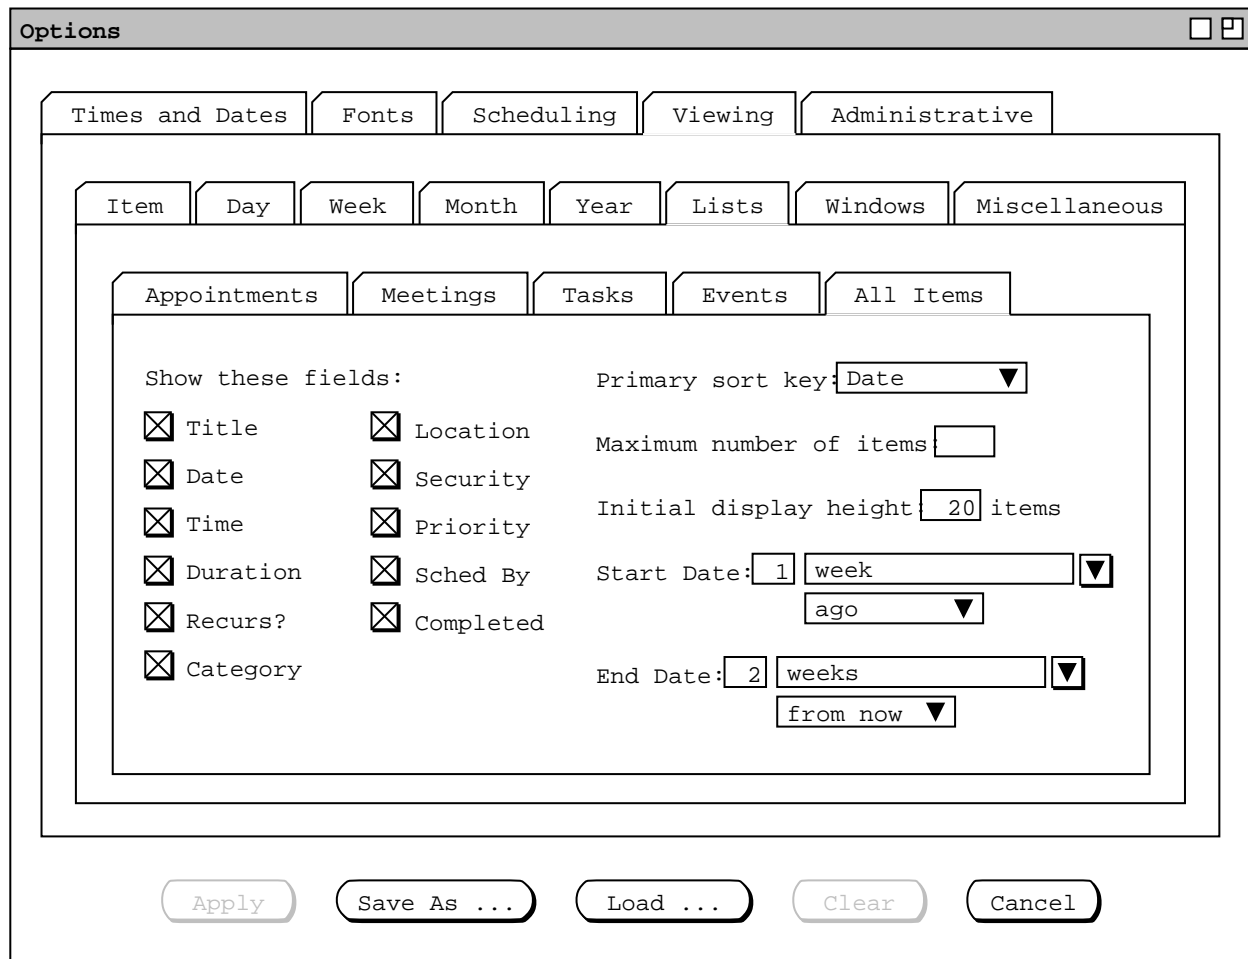 Options
Times and Dates Fonts Scheduling Viewing Administrative
Item Day Week Month Year Lists Windows Miscellaneous
Appointments Meetings Tasks Events All Items
Show these fields:
Title
Date
Time
Duration
Recurs?
Category
Location
Security
Priority
Sched By
Completed
Primary sort key: Date
Maximum number of items:
Initial display height: 20 items
Start Date: 1 week
ago
End Date: 2 weeks
from now
Apply Save As ... Load ... Clear Cancel